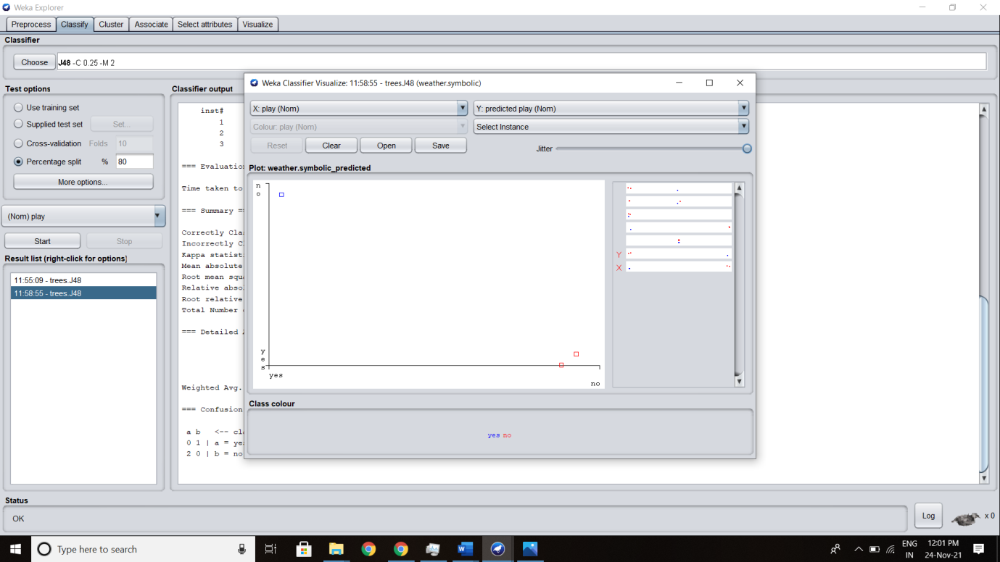 Weka Explorer
Preprocess Classify Cluster Associate Select attributes Visualize
Classifier
Choose J48 -C 0.25 -M 2
Test options
Use training set
Supplied test set Set...
Cross-validation Folds 10
Percentage split % 80
More options...
(Nom) play
Start Stop
Result list (right-click for options)
11:55:09 - trees.J48
11:58:55 - trees.J48
Classifier output
inst#
1
2
3
=== Evaluation
Time taken to
=== Summary ==
Correctly Cla
Incorrectly C
Kappa statist
Mean absolute
Root mean squ
Relative abso
Root relative
Total Number
=== Detailed
Weighted Avg.
=== Confusion
a b <-- cl
0 1 | a = ye
2 0 | b = no
Weka Classifier Visualize: 11:58:55 - trees.J48 (weather.symbolic)
X: play (Nom) Y: predicted play (Nom)
Colour: play (Nom) Select Instance
Reset Clear Open Save Jitter
Plot: weather.symbolic_predicted
no
yes
yes
no
Y
X
Class colour
yes no
Status
OK
Log x 0
Type here to search
ENG
IN
12:01 PM
24-Nov-21